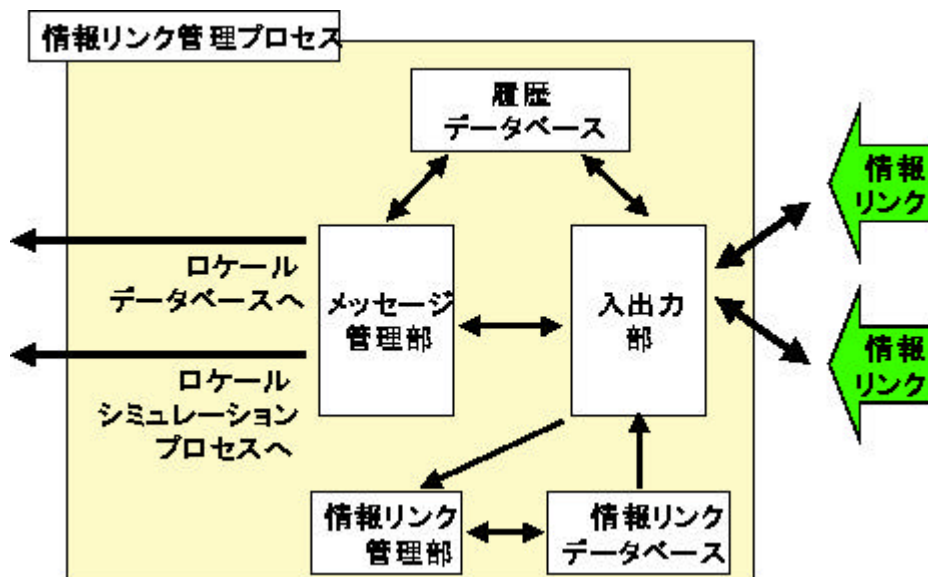 情報リンク管理プロセス
履歴
データベース
情報
リンク
ロケール
データベースへ
メッセージ
管理部
入出力
部
情報
リンク
ロケール
シミュレーション
プロセスへ
情報リンク
管理部
情報リンク
データベース